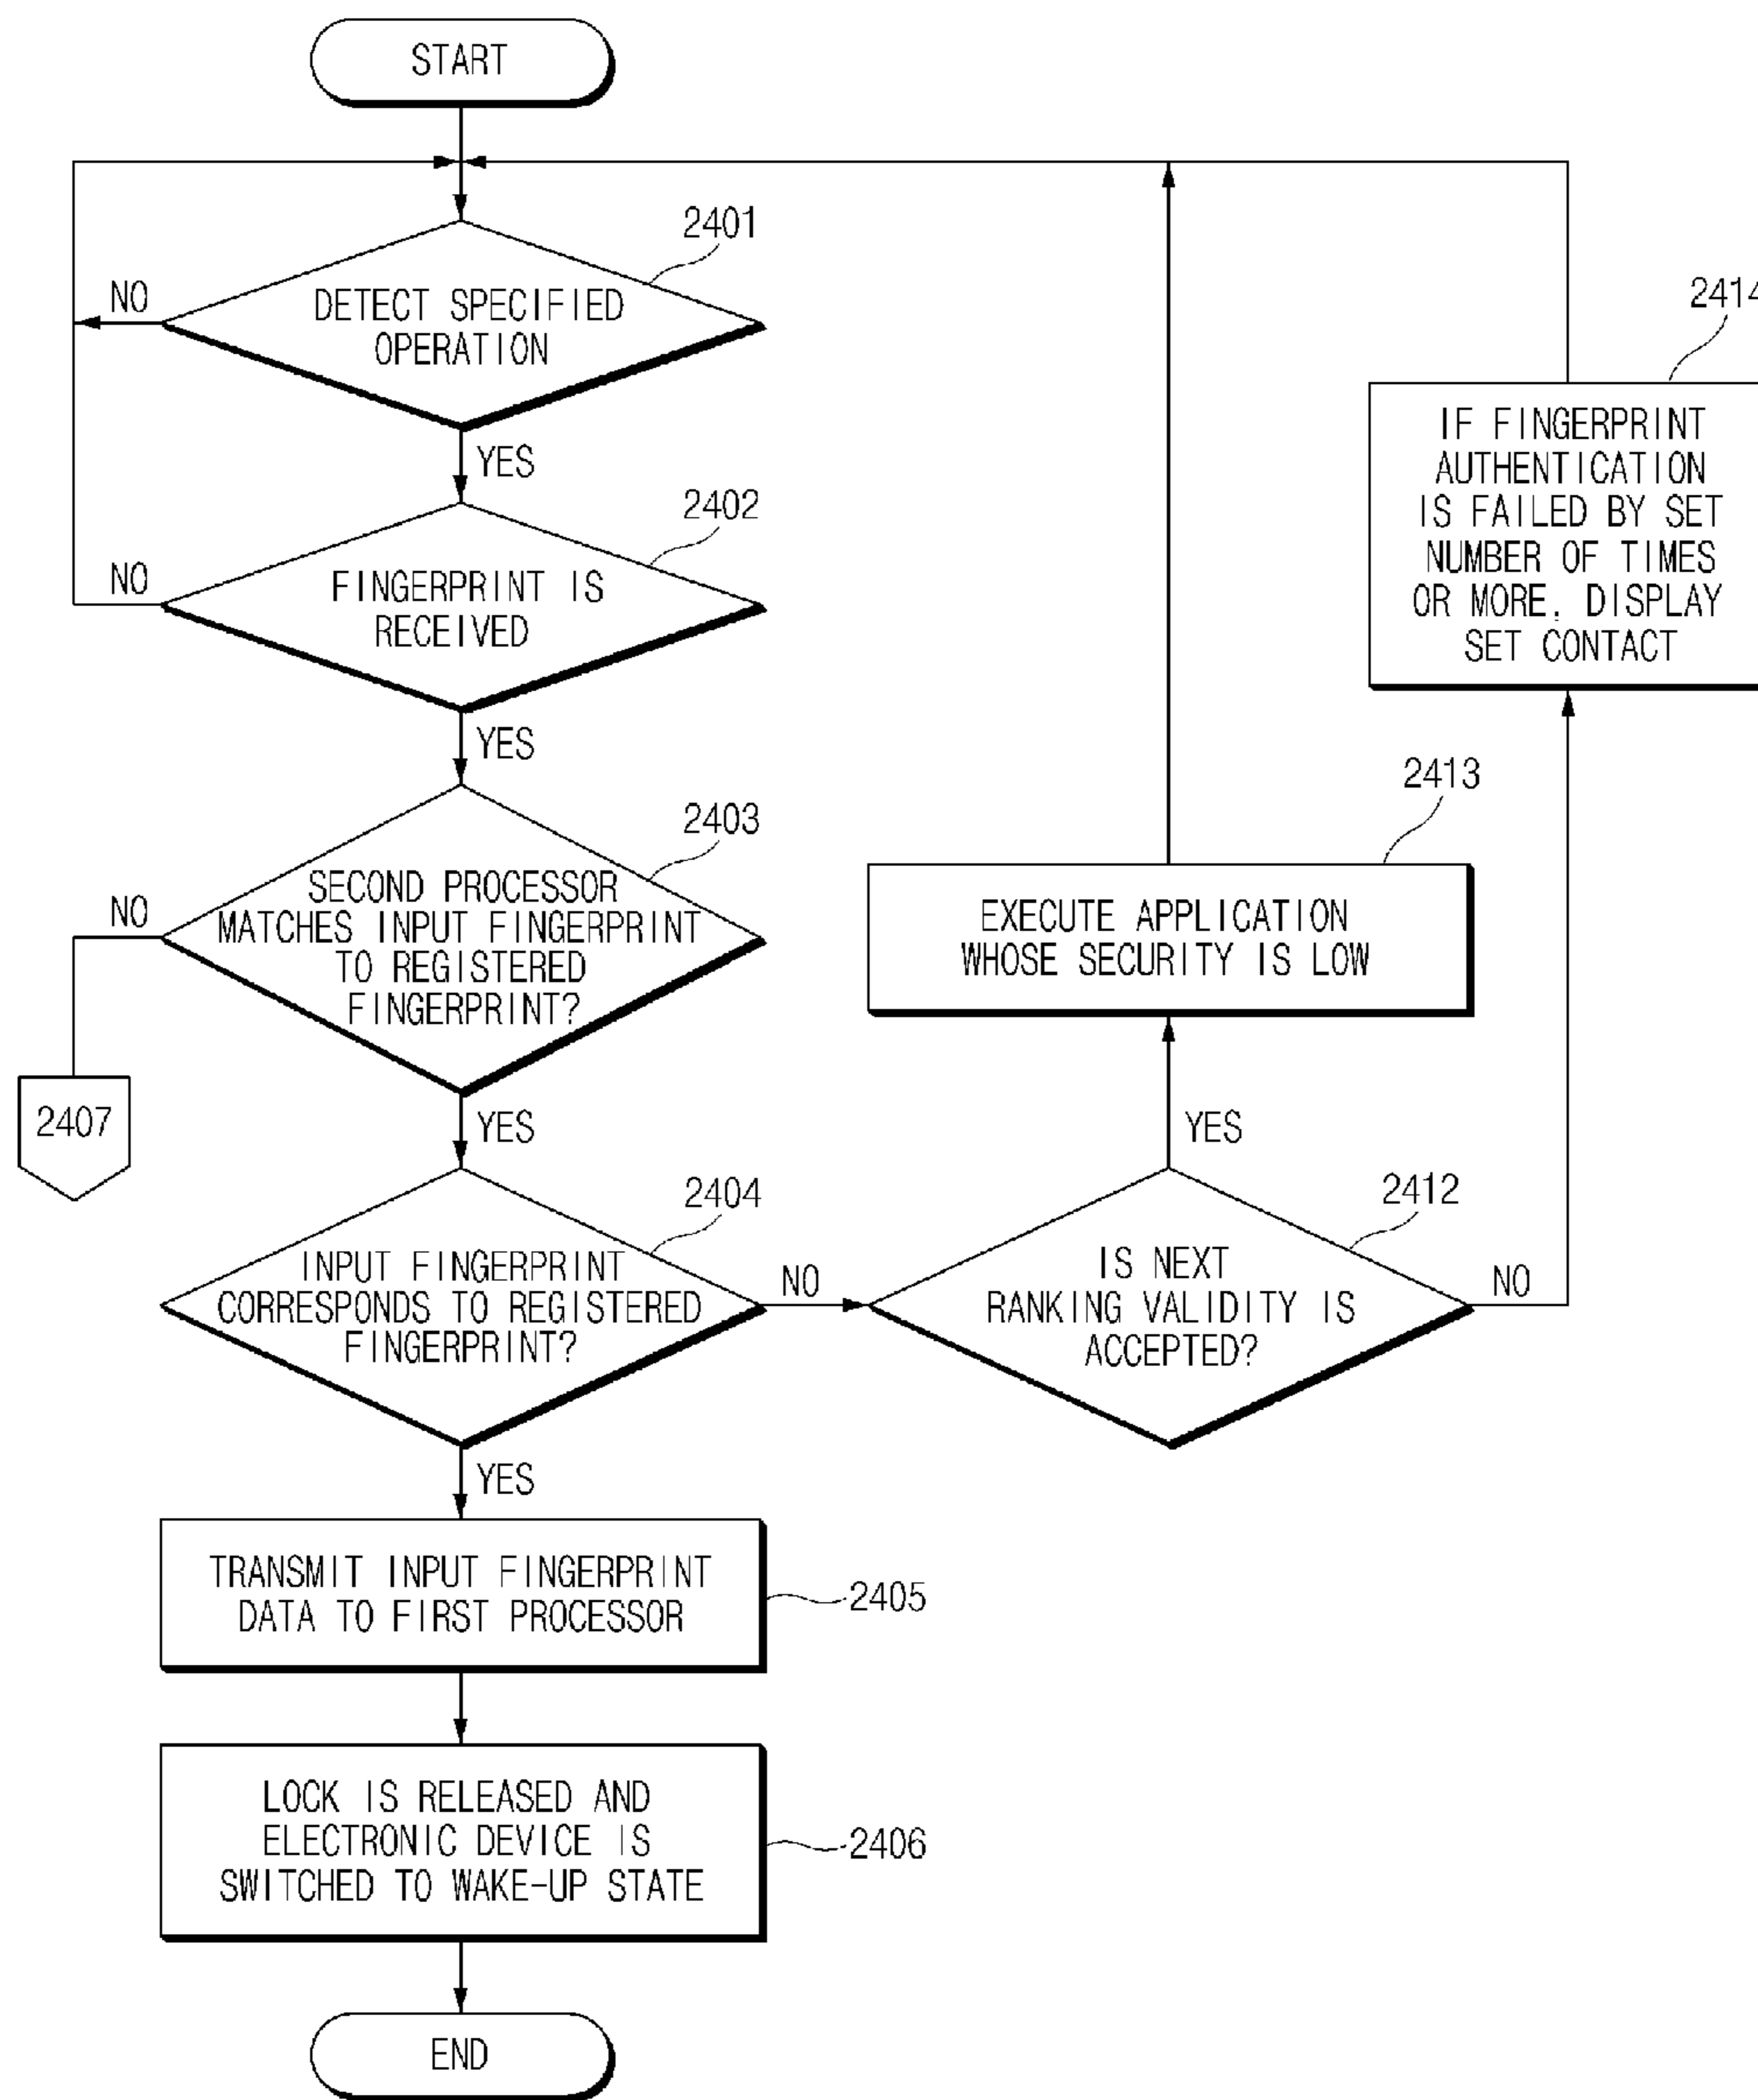 START
2401
NO
DETECT SPECIFIED
OPERATION
YES
2402
NO
FINGERPRINT IS
RECEIVED
YES
2403
NO
SECOND PROCESSOR
MATCHES INPUT FINGERPRINT
TO REGISTERED
FINGERPRINT?
2407
YES
2404
INPUT FINGERPRINT
CORRESPONDS TO REGISTERED
FINGERPRINT?
NO
YES
TRANSMIT INPUT FINGERPRINT
DATA TO FIRST PROCESSOR
2405
LOCK IS RELEASED AND
ELECTRONIC DEVICE IS
SWITCHED TO WAKE-UP STATE
2406
END
2412
IS NEXT
RANKING VALIDITY IS
ACCEPTED?
YES
NO
2413
EXECUTE APPLICATION
WHOSE SECURITY IS LOW
2414
IF FINGERPRINT
AUTHENTICATION
IS FAILED BY SET
NUMBER OF TIMES
OR MORE, DISPLAY
SET CONTACT